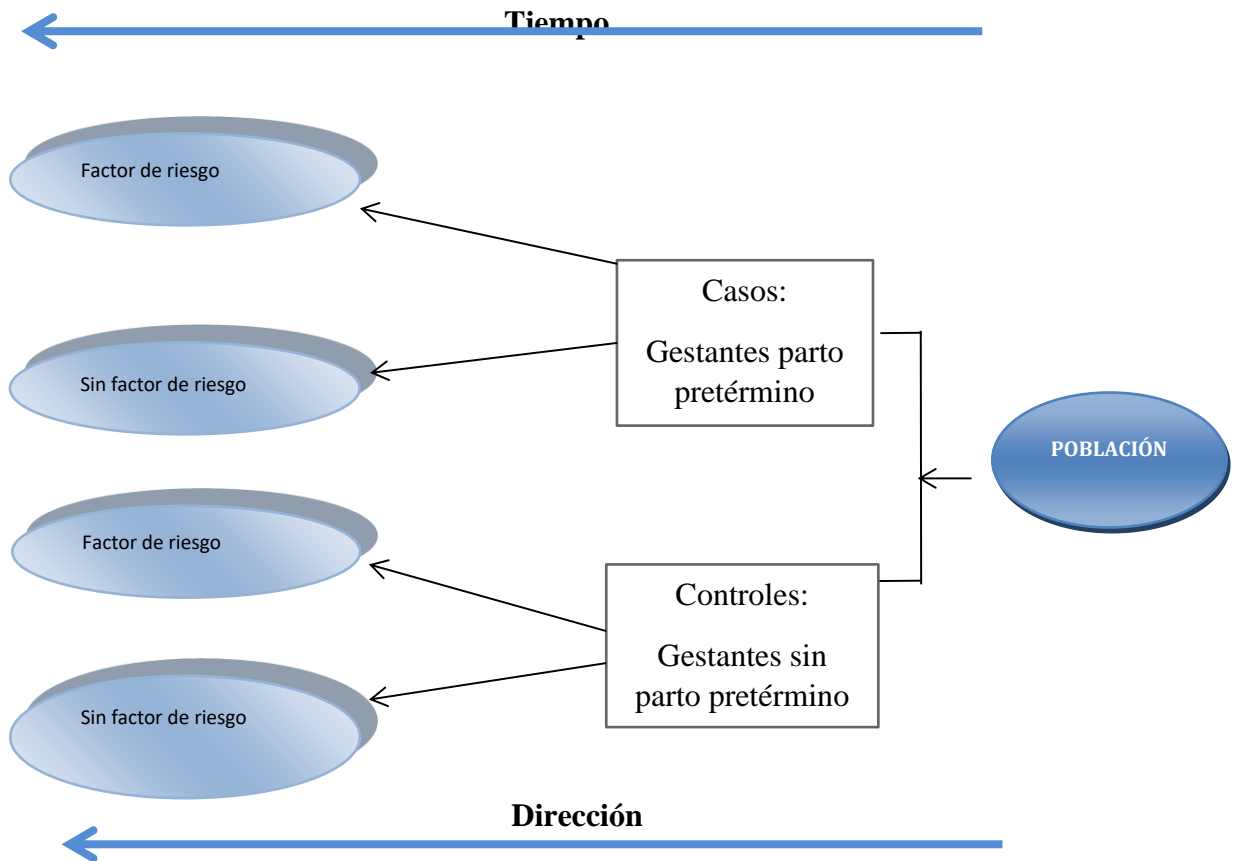 Tiempo
Factor de riesgo
Sin factor de riesgo
Casos:
Gestantes parto
pretérmino
POBLACIÓN
Factor de riesgo
Sin factor de riesgo
Controles:
Gestantes sin
parto pretérmino
Dirección